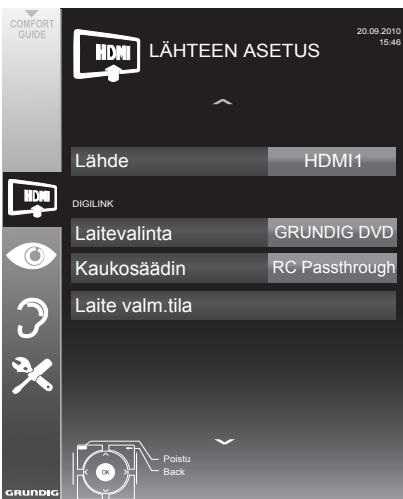 COMFORT
GUIDE
HDMI
LÄHTEEN ASETUS
20.09.2010
15:46
Lähde
HDMI1
HDMI
DIGILINK
Laitevalinta
GRUNDIG DVD
Kaukosäädin
RC Passthrough
Laite valm.tila
Poistu
Back
OK
GRUNDIG